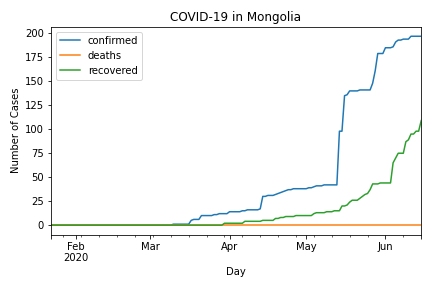 COVID-19 in Mongolia
confirmed
deaths
recovered
Number of Cases
200
175
150
125
100
75
50
25
0
Feb
2020
Mar
Apr
May
Jun
Day